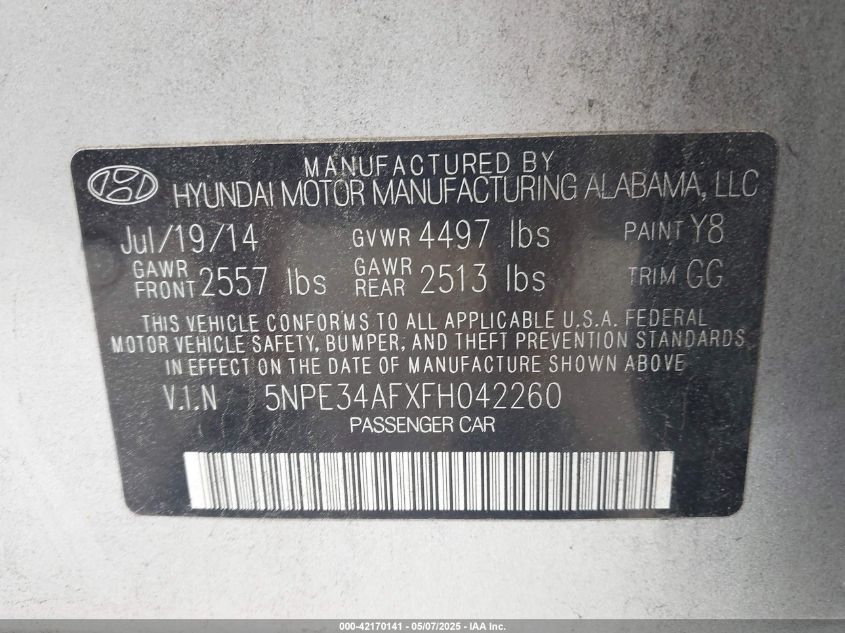 MANUFACTURED BY
HYUNDAI MOTOR MANUFACTURING ALABAMA, LLC
Jul/19/14 GVWR 4497 lbs PAINT Y8
GAWR FRONT 2557 lbs GAWR REAR 2513 lbs TRIM GG
THIS VEHICLE CONFORMS TO ALL APPLICABLE U.S.A. FEDERAL
MOTOR VEHICLE SAFETY, BUMPER, AND THEFT PREVENTION STANDARDS
IN EFFECT ON THE DATE OF MANUFACTURE SHOWN ABOVE
V.I.N 5NPE34AFXFH042260
PASSENGER CAR
000-42170141 - 05/07/2025 - IAA Inc.